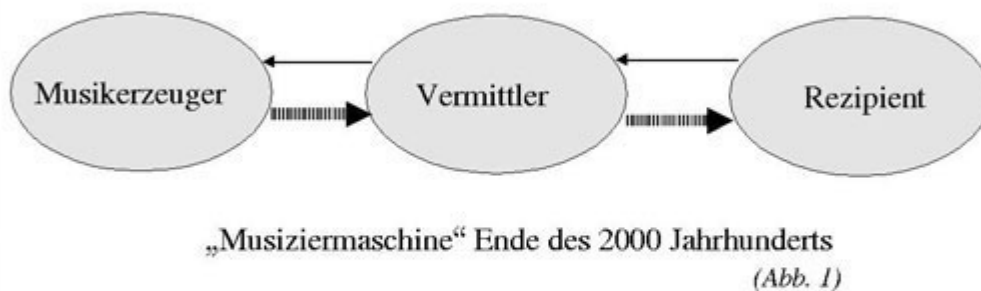 Musikerzeuger
Vermittler
Rezipient
„Musiziermaschine“ Ende des 2000 Jahrhunderts
(Abb. 1)